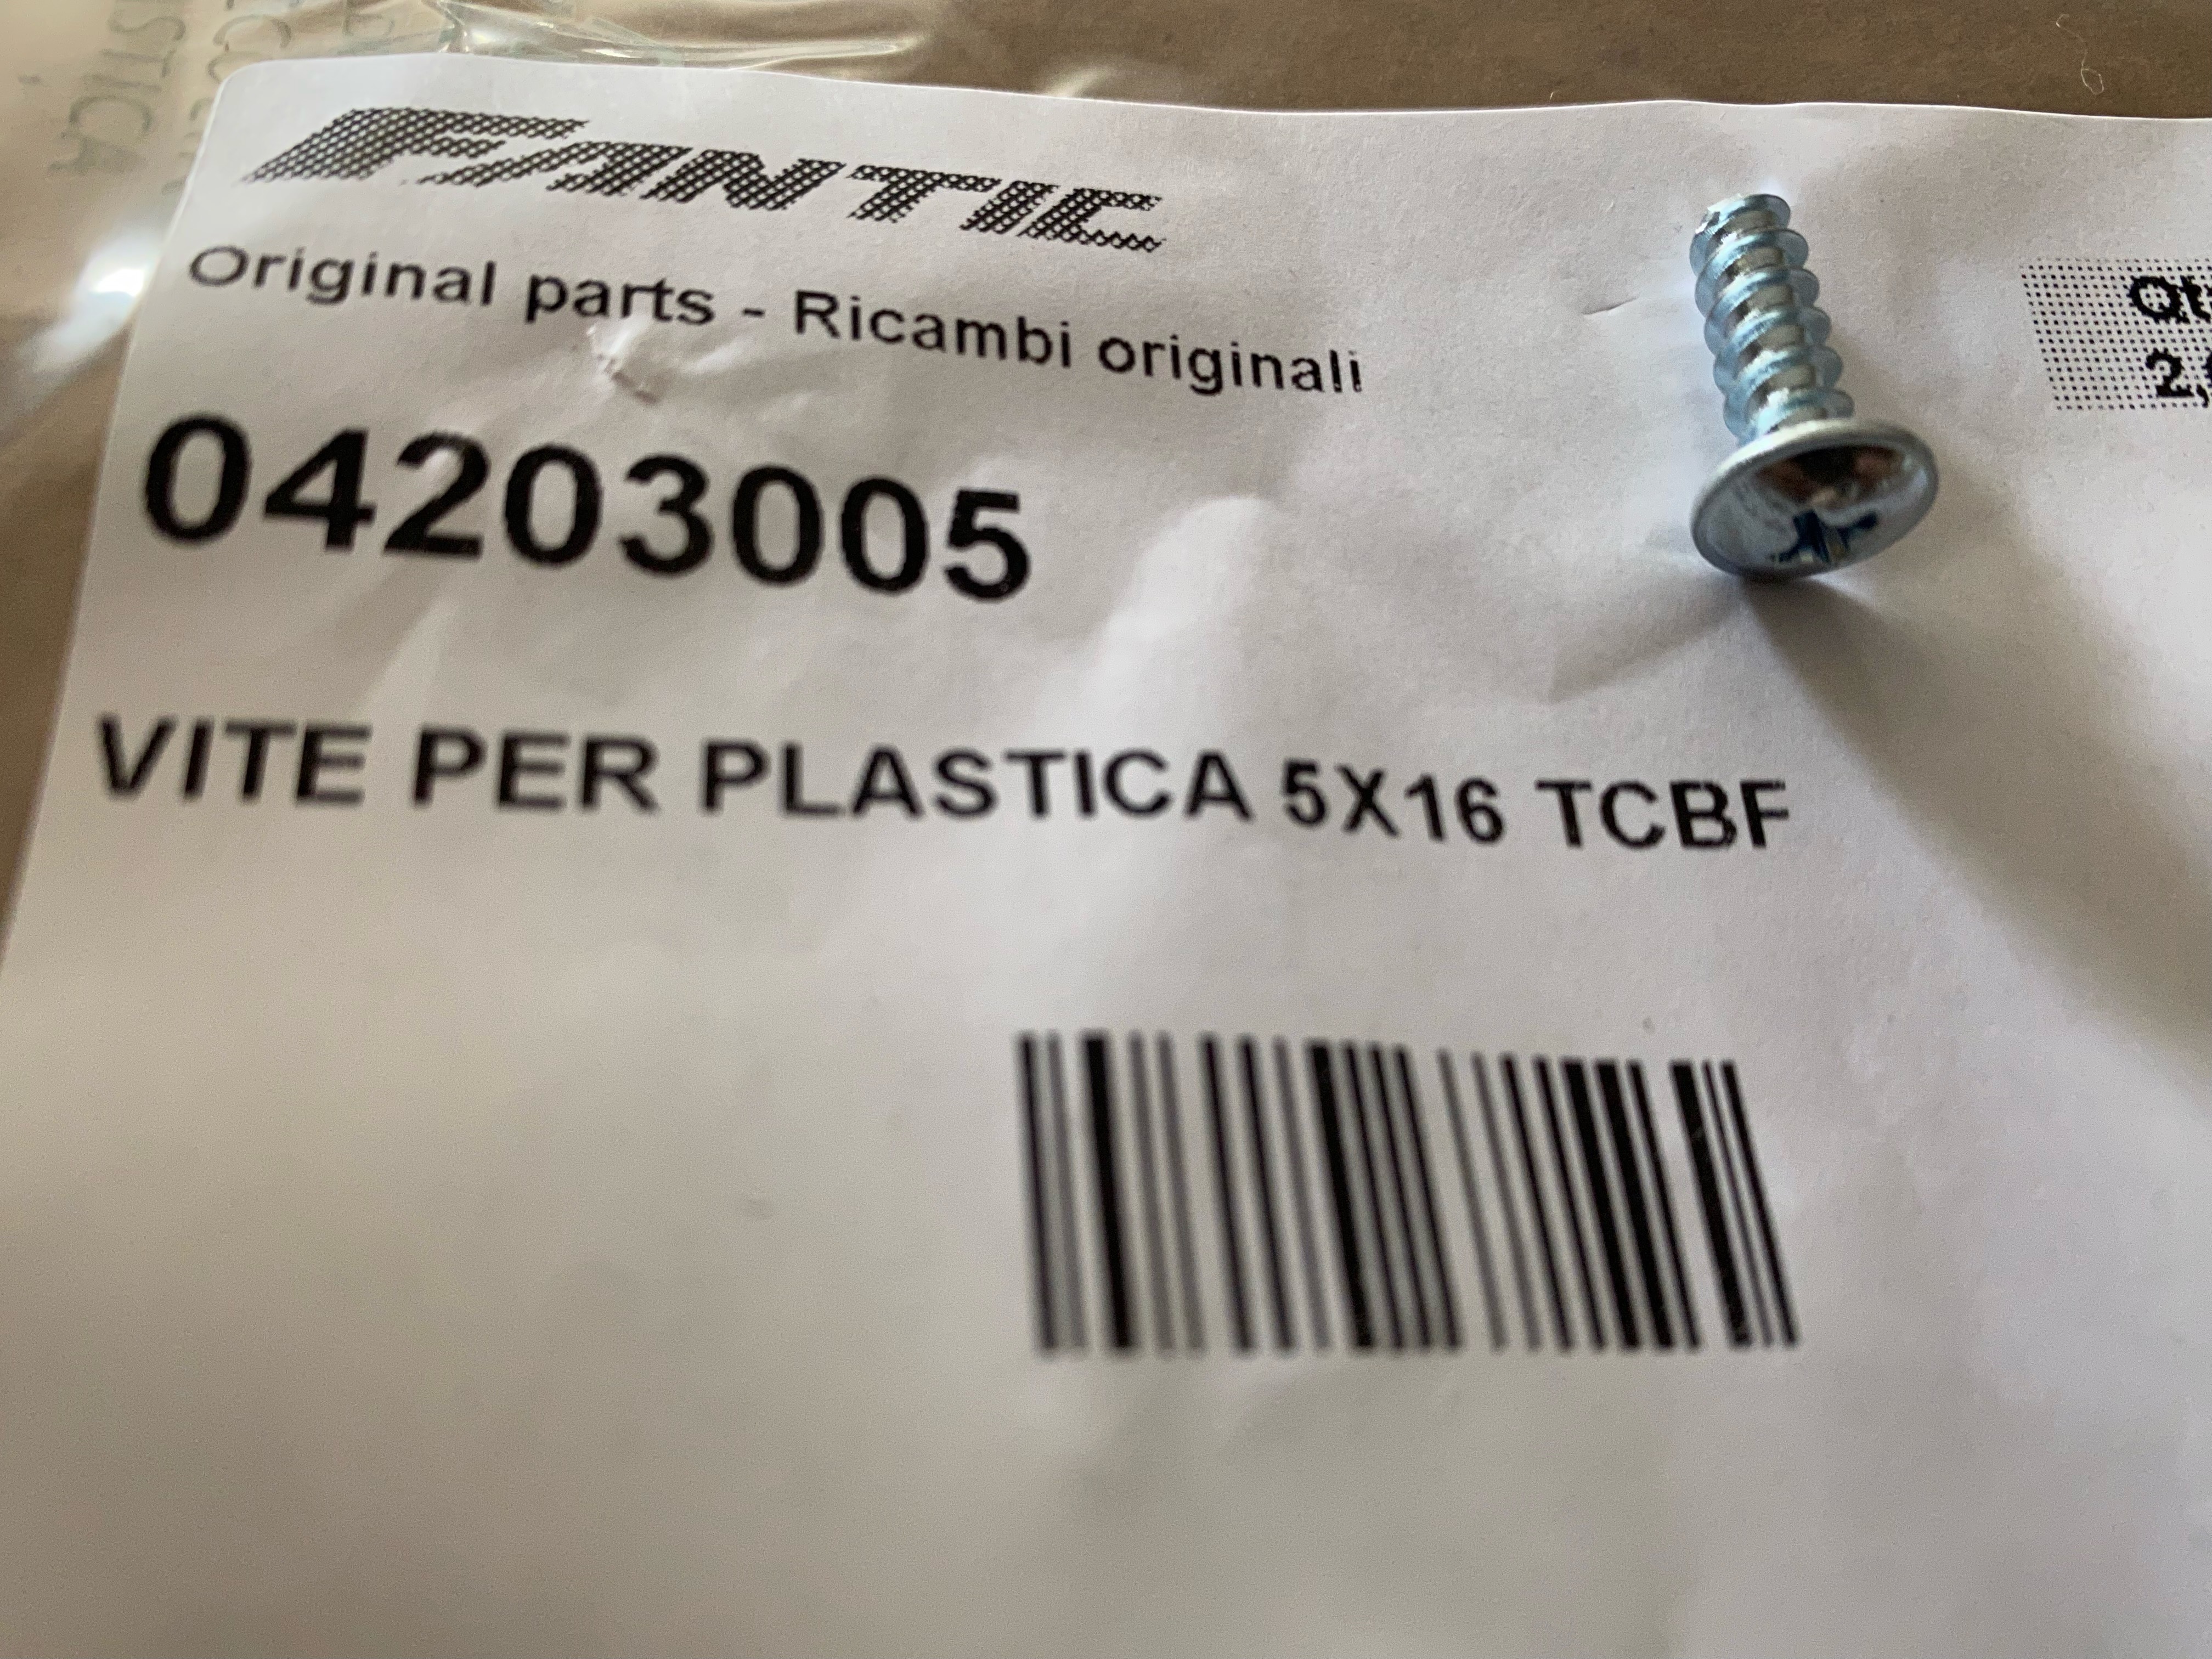 FANTIC
Original parts - Ricambi originali
04203005
VITE PER PLASTICA 5X16 TCBF